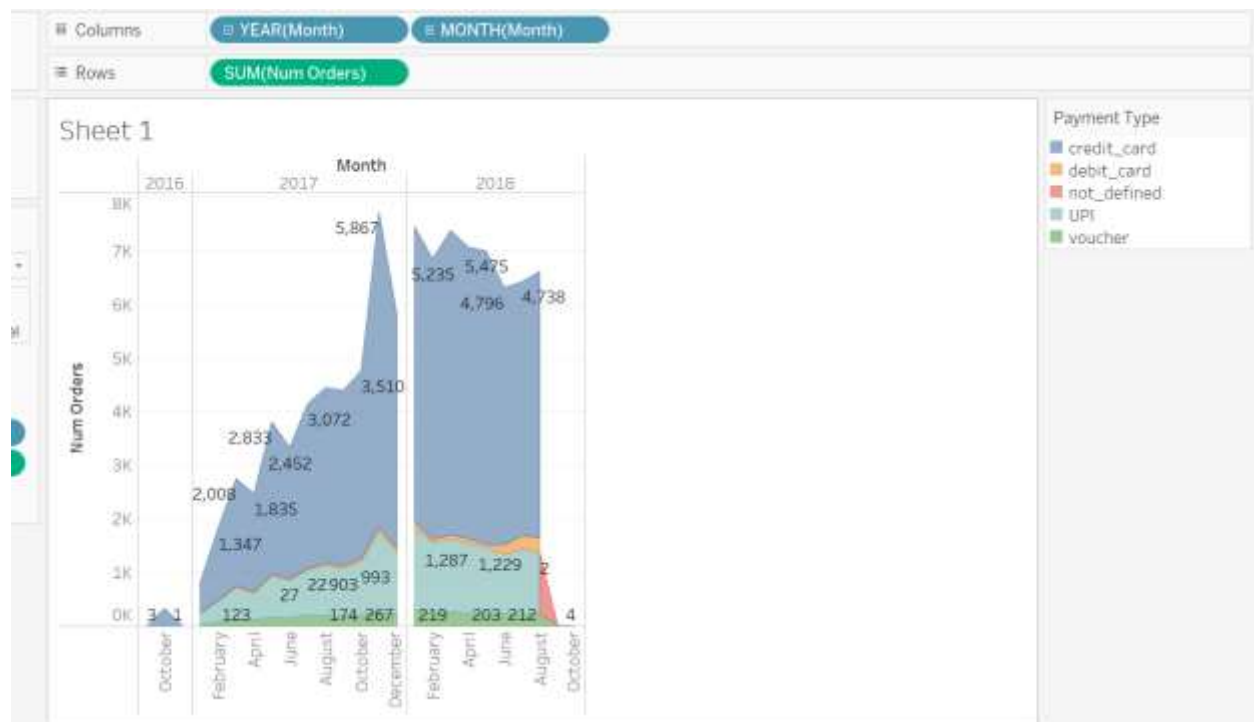 Columns YEAR(Month) MONTH(Month)
Rows SUM(Num Orders)
Sheet 1
Month
2016 2017 2018
Num Orders
8K
7K
6K
5K
4K
3K
2K
1K
0K
5,867
5,235 5,475
4,796 4,738
3,510
3,072
2,833
2,452
2,008
1,835
1,347
1,287 1,229 2
27 22 903 993
3 1 123 174 267 219 203 212 4
October February April June August October December February April June August October
Payment Type
credit_card
debit_card
not_defined
UPI
voucher